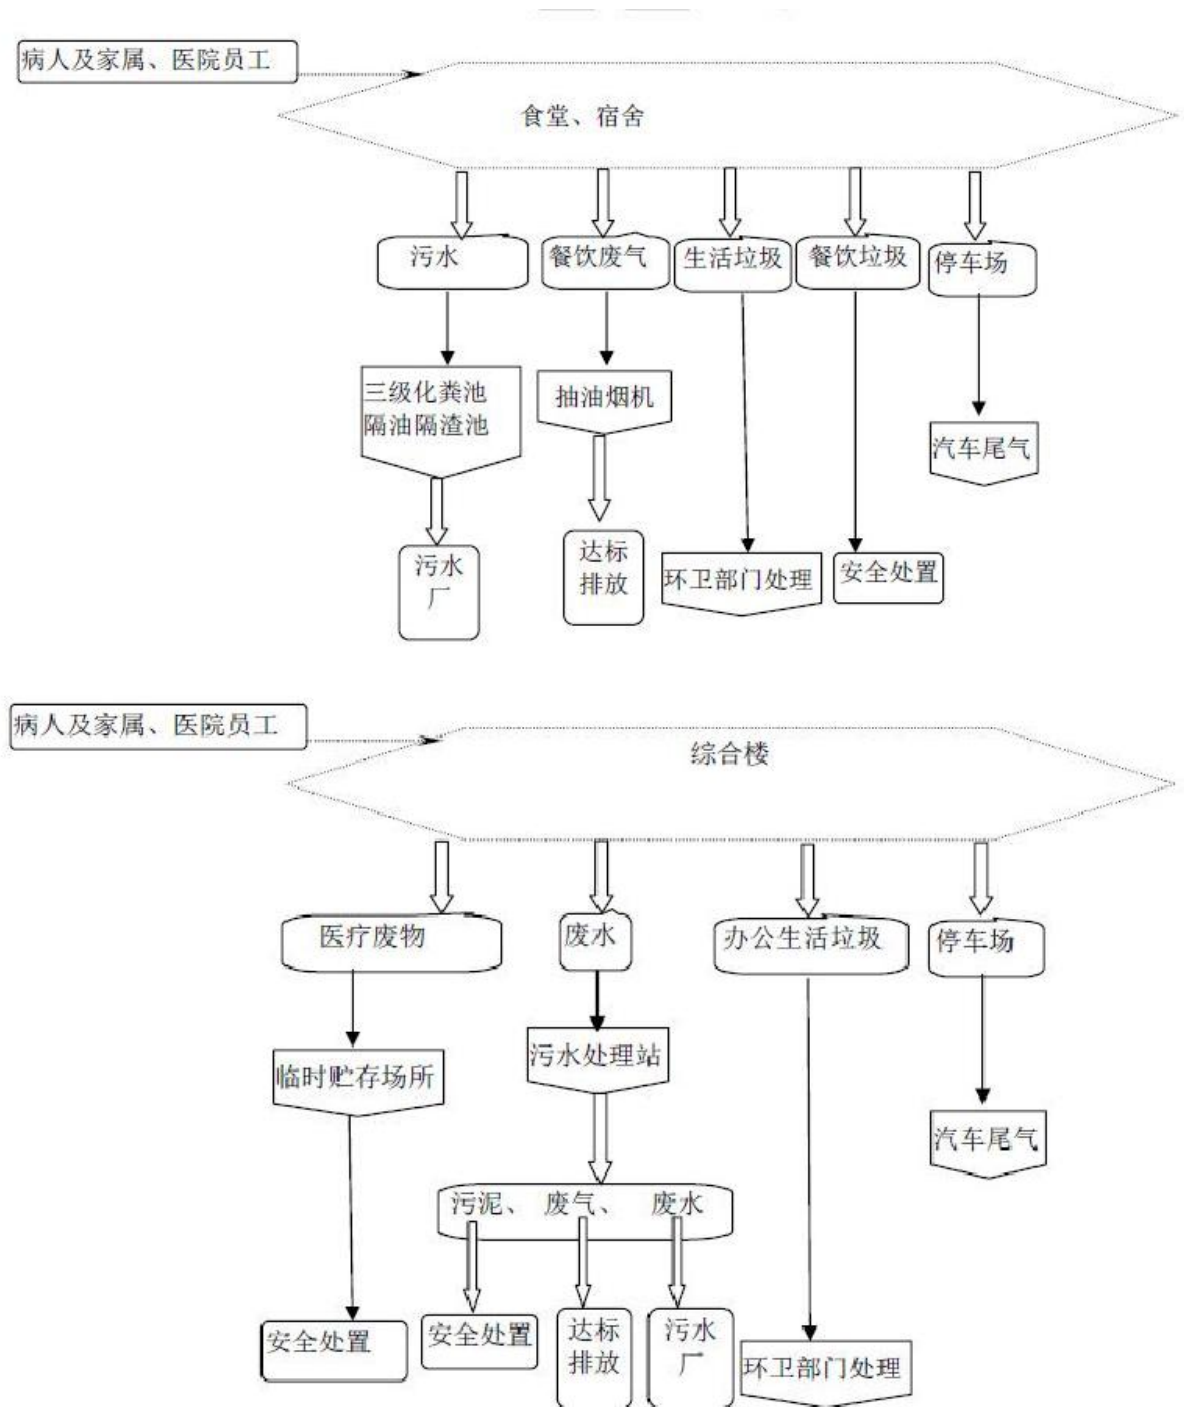 病人及家属、医院员工
食堂、宿舍
污水
餐饮废气
生活垃圾
餐饮垃圾
停车场
三级化粪池
隔油隔渣池
抽油烟机
汽车尾气
污水
厂
达标
排放
环卫部门处理
安全处置
病人及家属、医院员工
综合楼
医疗废物
废水
办公生活垃圾
停车场
临时贮存场所
污水处理站
汽车尾气
污泥、 废气、 废水
安全处置
安全处置
达标
排放
污水
厂
环卫部门处理